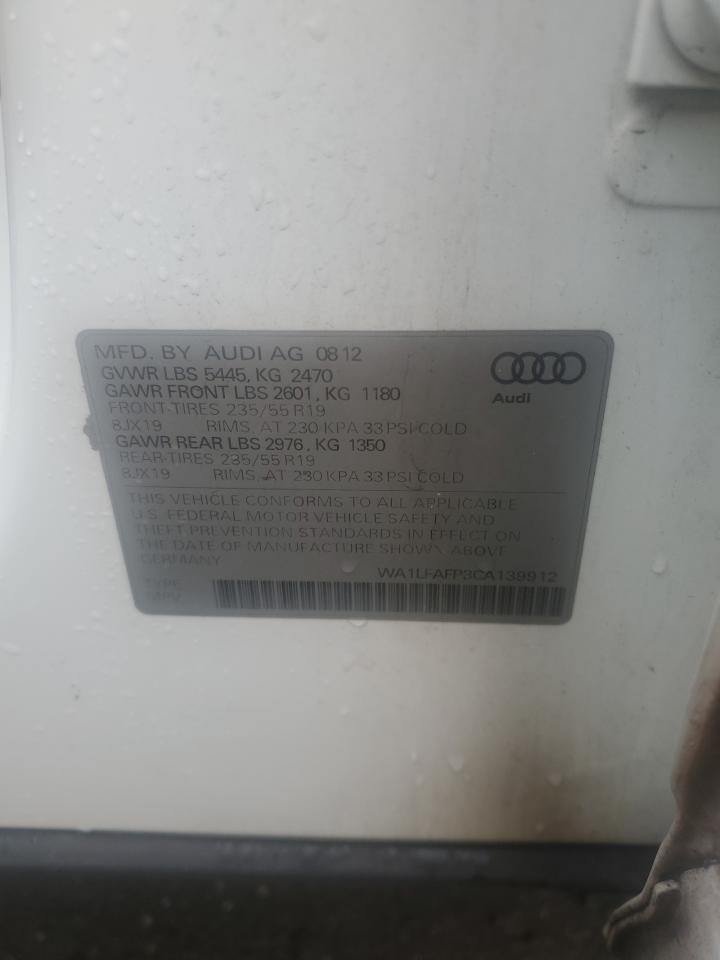 MFD. BY AUDI AG 08 12
GVWR LBS 5445, KG 2470
GAWR FRONT LBS 2601, KG 1180
FRONT-TIRES 235/55 R19
8JX19 RIMS, AT 230 KPA 33 PSI COLD
GAWR REAR LBS 2976, KG 1350
REAR-TIRES 235/55 R19
8JX19 RIMS, AT 230 KPA 33 PSI COLD
THIS VEHICLE CONFORMS TO ALL APPLICABLE
U.S. FEDERAL MOTOR VEHICLE SAFETY AND
THEFT PREVENTION STANDARDS IN EFFECT ON
THE DATE OF MANUFACTURE SHOWN ABOVE
GERMANY
WA1LFAFP3CA139912
TYPE
MPV
Audi